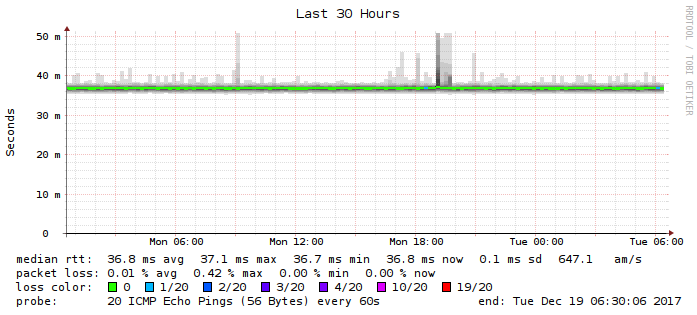 Last 30 Hours
RRDTOOL / TOBI OETIKER
Seconds
50 m
40 m
30 m
20 m
10 m
0
Mon 06:00 Mon 12:00 Mon 18:00 Tue 00:00 Tue 06:00
median rtt: 36.8 ms avg 37.1 ms max 36.7 ms min 36.8 ms now 0.1 ms sd 647.1 am/s
packet loss: 0.01 % avg 0.42 % max 0.00 % min 0.00 % now
loss color: 0 1/20 2/20 3/20 4/20 10/20 19/20
probe: 20 ICMP Echo Pings (56 Bytes) every 60s end: Tue Dec 19 06:30:06 2017